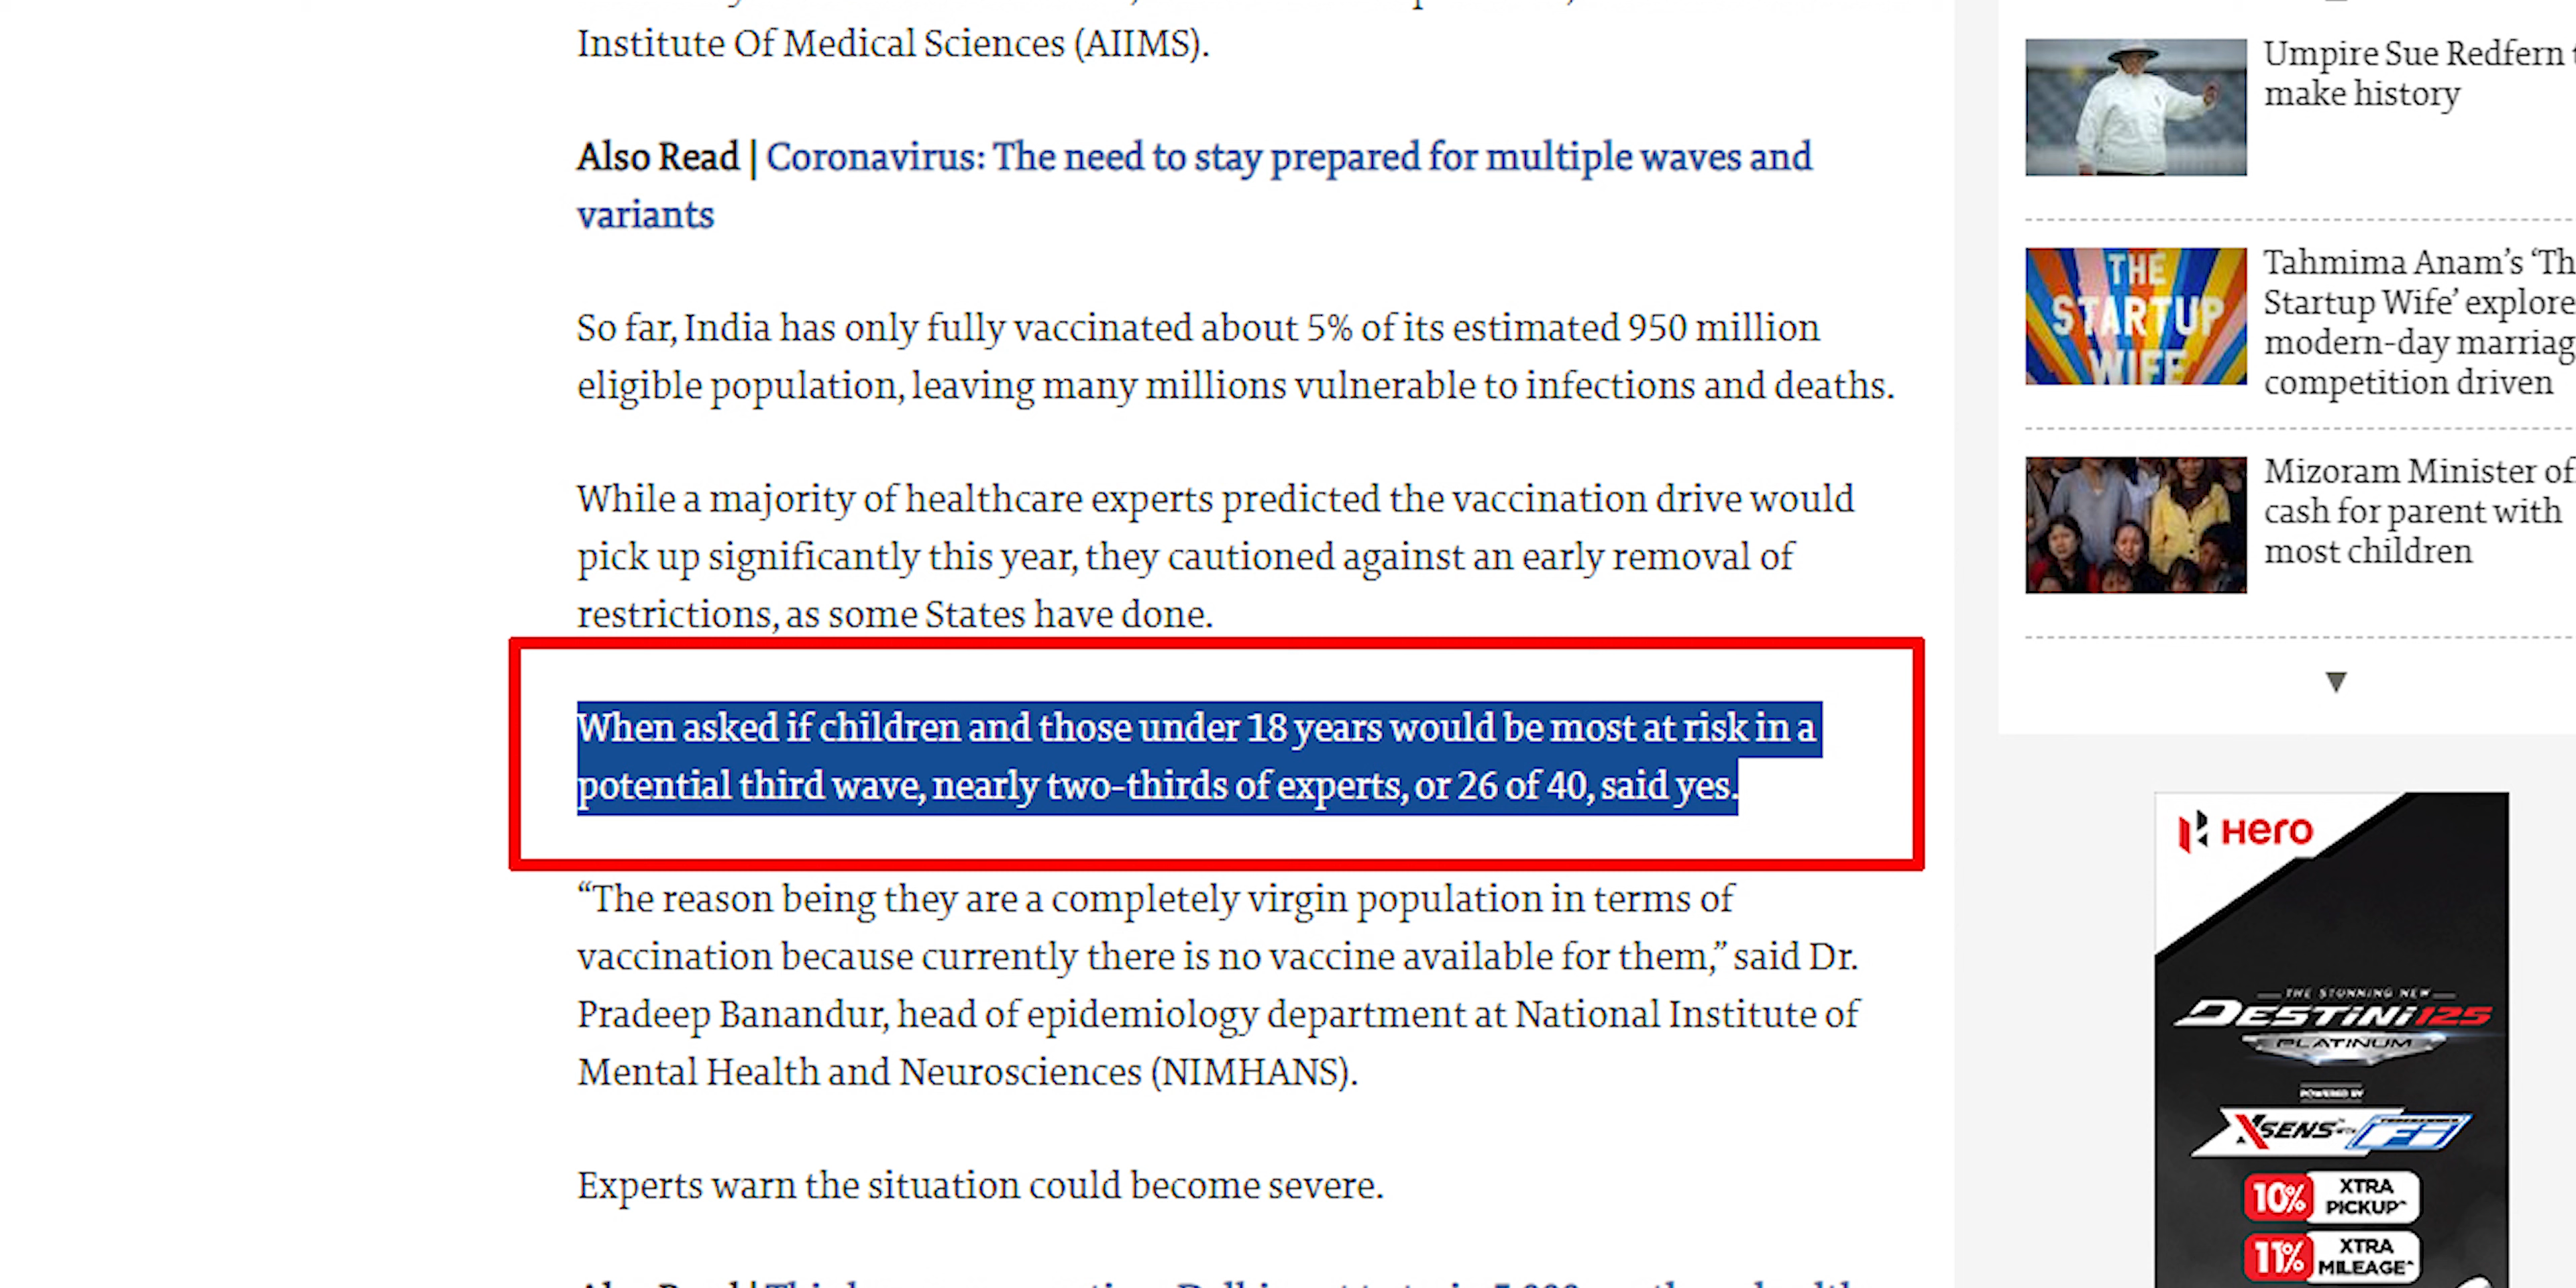 Institute Of Medical Sciences (AIIMS).
Also Read | Coronavirus: The need to stay prepared for multiple waves and
variants
So far, India has only fully vaccinated about 5% of its estimated 950 million
eligible population, leaving many millions vulnerable to infections and deaths.
While a majority of healthcare experts predicted the vaccination drive would
pick up significantly this year, they cautioned against an early removal of
restrictions, as some States have done.
When asked if children and those under 18 years would be most at risk in a
potential third wave, nearly two-thirds of experts, or 26 of 40, said yes.
“The reason being they are a completely virgin population in terms of
vaccination because currently there is no vaccine available for them,” said Dr.
Pradeep Banandur, head of epidemiology department at National Institute of
Mental Health and Neurosciences (NIMHANS).
Experts warn the situation could become severe.
Umpire Sue Redfern
make history
THE
STARTUP
WIFE
Tahmima Anam’s ‘Th
Startup Wife’ explore
modern-day marriag
competition driven
Mizoram Minister of
cash for parent with
most children
▼
Hero
THE STUNNING NEW
DESTINI 125
PLATINUM
POWERED BY
XSENS
Fi
10% XTRA
PICKUP^
11% XTRA
MILEAGE^